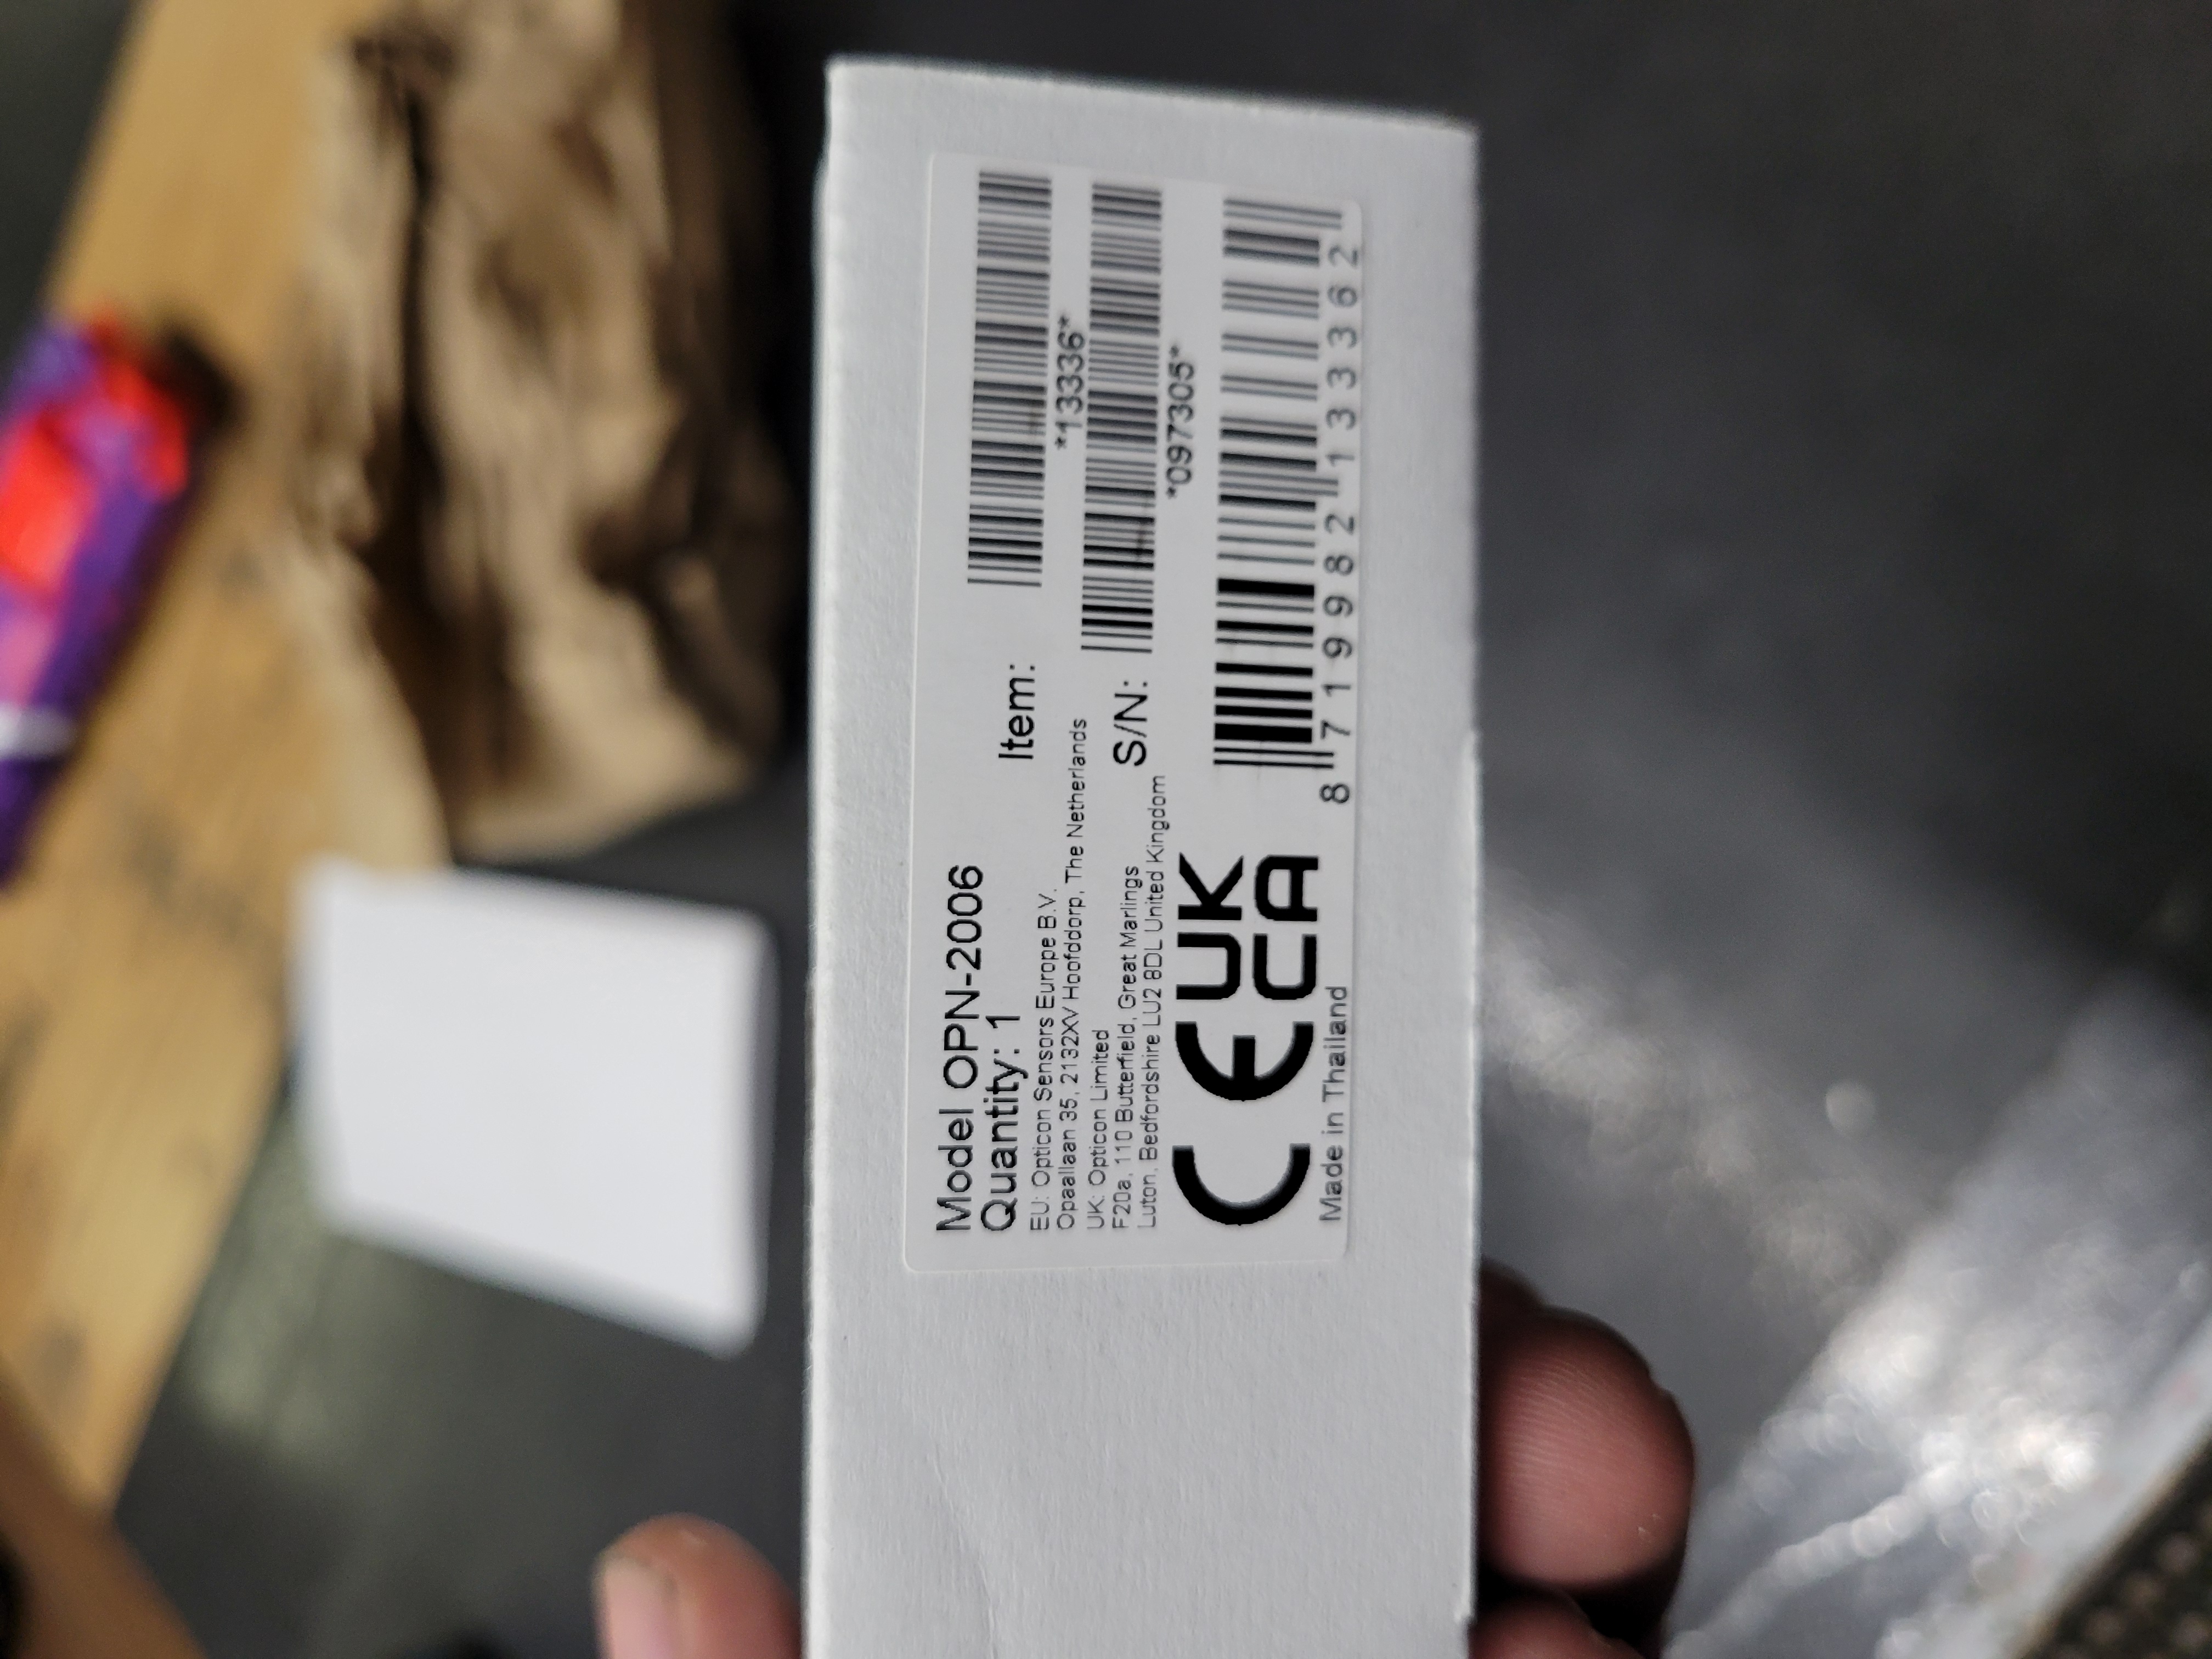 Model OPN-2006
Quantity: 1
EU: Opticon Sensors Europe B.V.
Opaallaan 35, 2132XV Hoofddorp, The Netherlands
UK: Opticon Limited
F20a, 110 Butterfield, Great Marlings
Luton, Bedfordshire LU2 8DL United Kingdom
CE UK
CA
Made in Thailand
Item:
*13336*
S/N:
*097305*
8 719982 133362